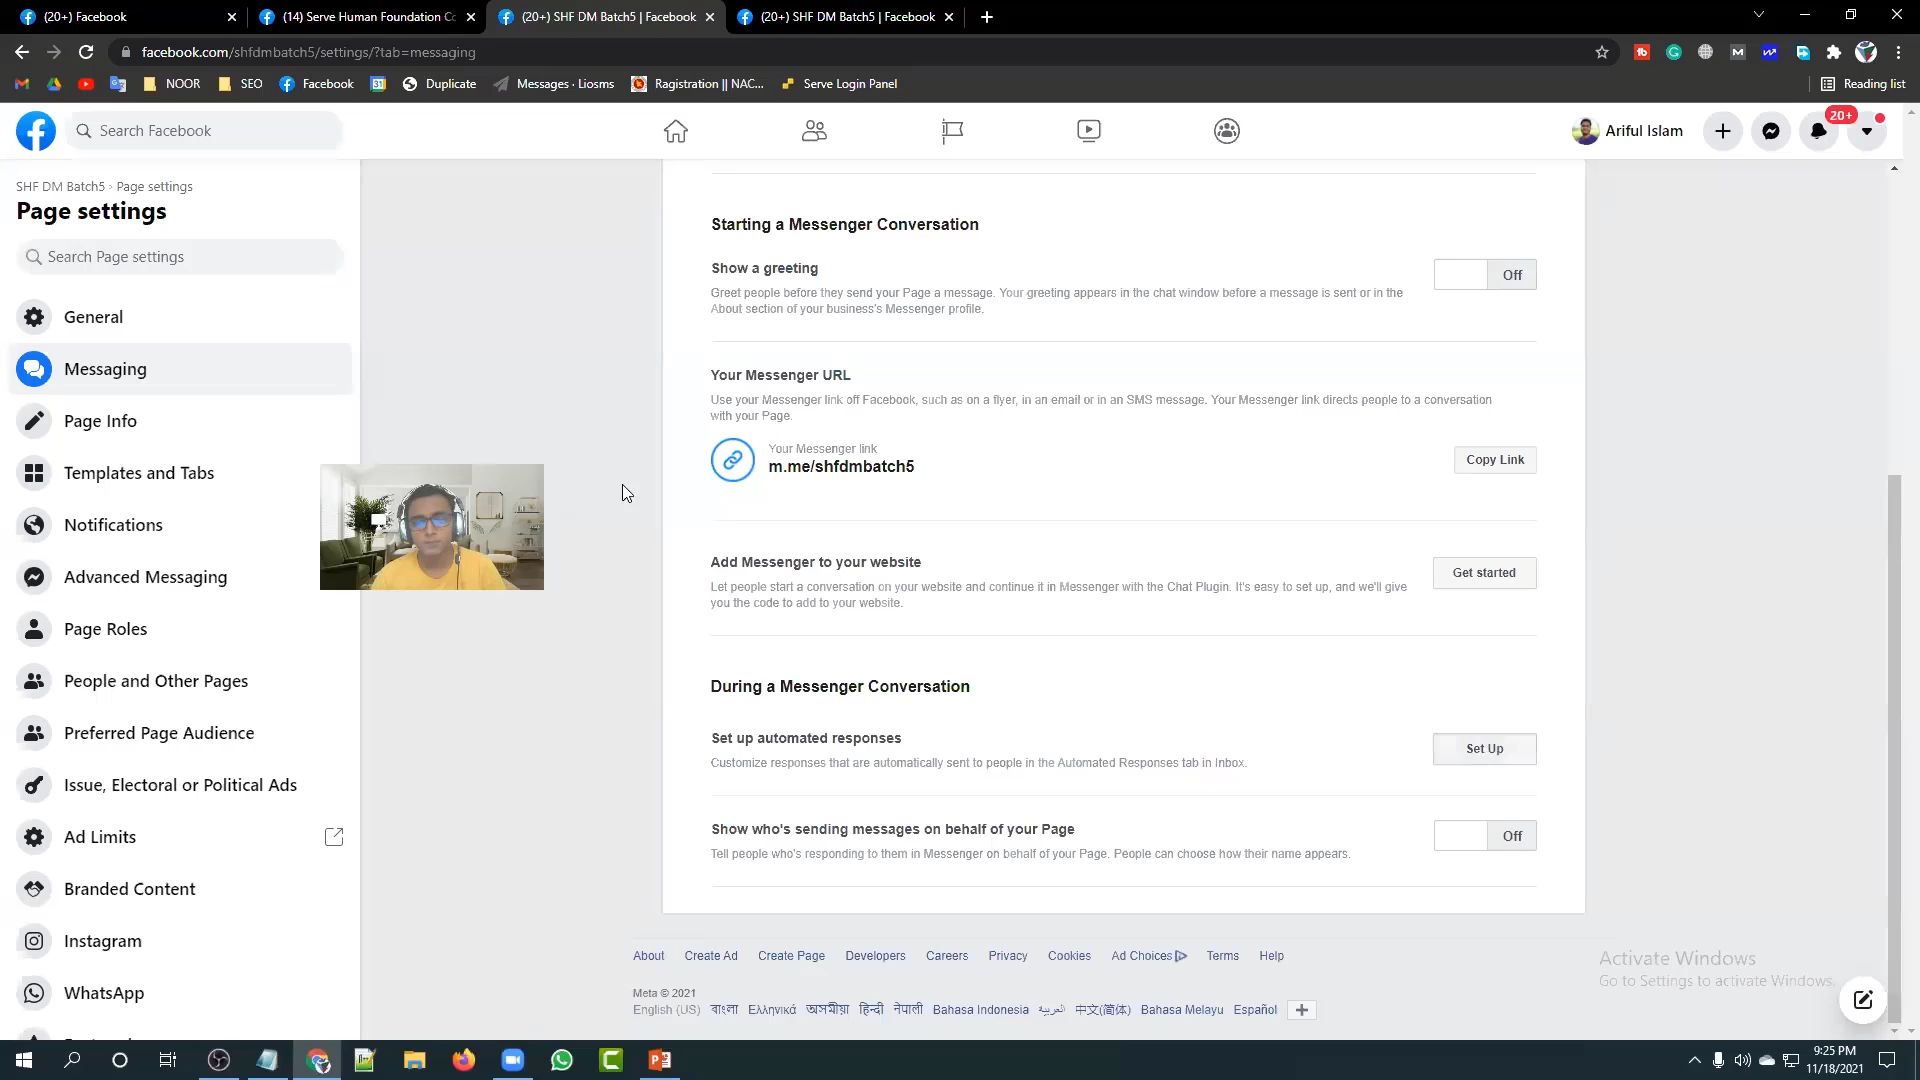 (20+) Facebook
(14) Serve Human Foundation Co
(20+) SHF DM Batch5 | Facebook
(20+) SHF DM Batch5 | Facebook
facebook.com/shfdmbatch5/settings/?tab=messaging
NOOR
SEO
Facebook
Duplicate
Messages · Liosms
Ragistration || NAC...
Serve Login Panel
Reading list
Search Facebook
Ariful Islam
20+
SHF DM Batch5 › Page settings
Page settings
Search Page settings
General
Messaging
Page Info
Templates and Tabs
Notifications
Advanced Messaging
Page Roles
People and Other Pages
Preferred Page Audience
Issue, Electoral or Political Ads
Ad Limits
Branded Content
Instagram
WhatsApp
Starting a Messenger Conversation
Show a greeting
Off
Greet people before they send your Page a message. Your greeting appears in the chat window before a message is sent or in the
About section of your business's Messenger profile.
Your Messenger URL
Use your Messenger link off Facebook, such as on a flyer, in an email or in an SMS message. Your Messenger link directs people to a conversation
with your Page.
Your Messenger link
m.me/shfdmbatch5
Copy Link
Add Messenger to your website
Let people start a conversation on your website and continue it in Messenger with the Chat Plugin. It's easy to set up, and we'll give
you the code to add to your website.
Get started
During a Messenger Conversation
Set up automated responses
Customize responses that are automatically sent to people in the Automated Responses tab in Inbox.
Set Up
Show who's sending messages on behalf of your Page
Tell people who's responding to them in Messenger on behalf of your Page. People can choose how their name appears.
Off
About Create Ad Create Page Developers Careers Privacy Cookies Ad Choices Terms Help
Meta © 2021
English (US) বাংলা Ελληνικά অসমীয়া हिन्दी नेपाली Bahasa Indonesia العربية 中文(简体) Bahasa Melayu Español
Activate Windows
Go to Settings to activate Windows.
9:25 PM
11/18/2021